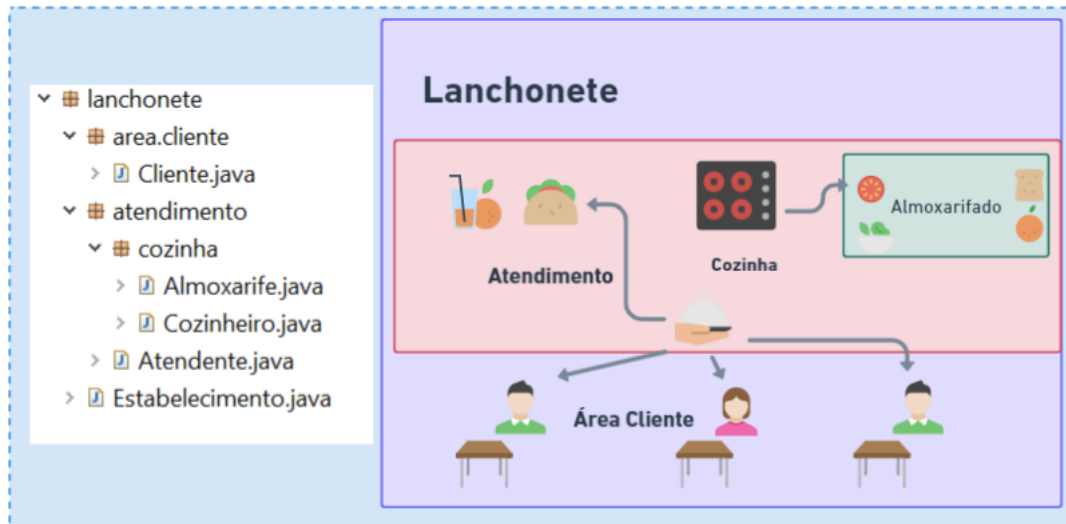 lanchonete
area.cliente
Cliente.java
atendimento
cozinha
Almoxarife.java
Cozinheiro.java
Atendente.java
Estabelecimento.java
Lanchonete
Almoxarifado
Cozinha
Atendimento
Área Cliente